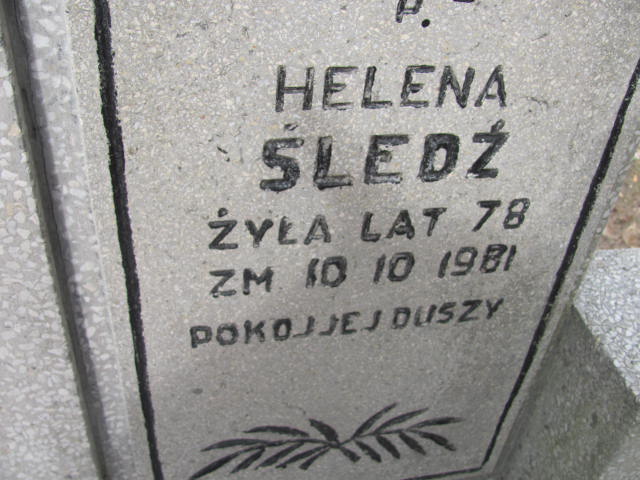 P.
HELENA
ŚLEDŹ
ŻYŁA LAT 78
ZM 10 10 1981
POKOJ JEJ DUSZY